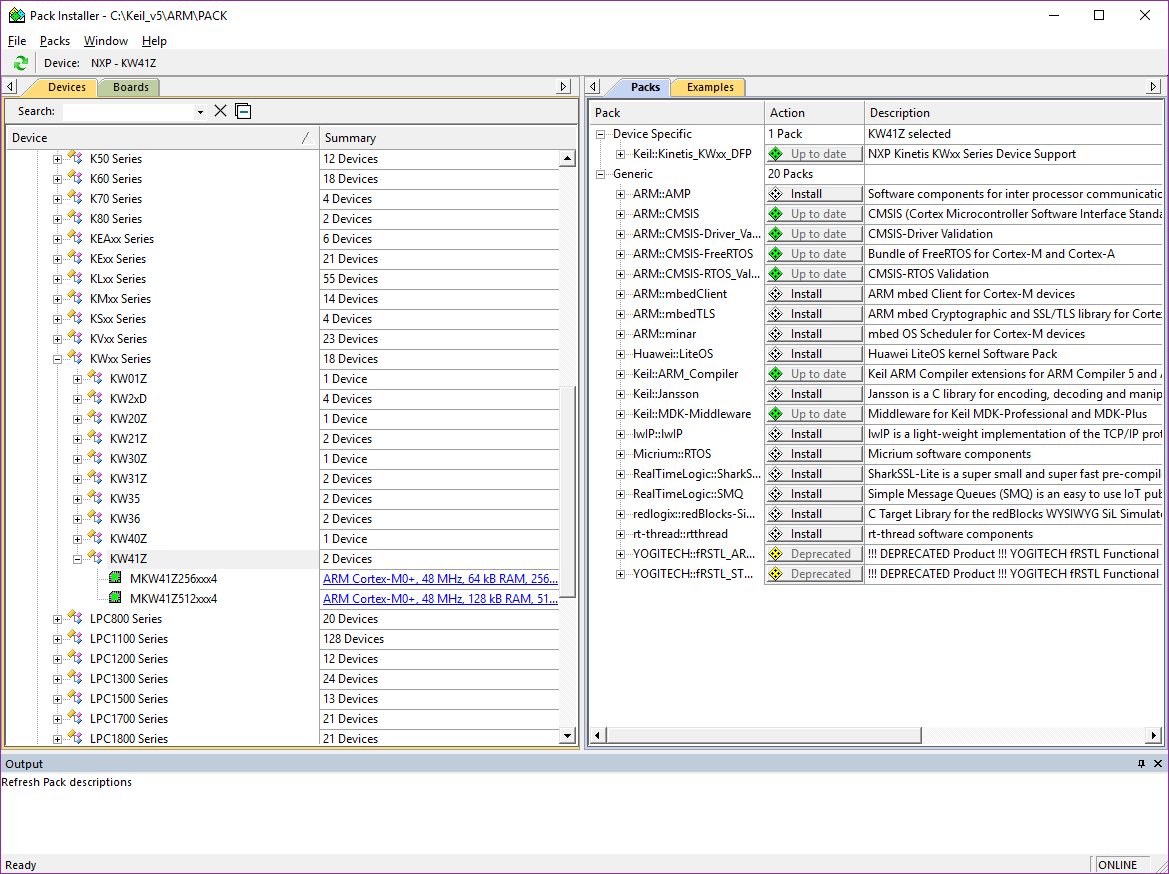 Pack Installer - C:\Keil_v5\ARM\PACK
File Packs Window Help
Device: NXP - KW41Z
Devices Boards
Search:
Device Summary
K50 Series 12 Devices
K60 Series 18 Devices
K70 Series 4 Devices
K80 Series 2 Devices
KEAxx Series 6 Devices
KExx Series 21 Devices
KLxx Series 55 Devices
KMxx Series 14 Devices
KSxx Series 4 Devices
KVxx Series 23 Devices
KWxx Series 18 Devices
KW01Z 1 Device
KW2xD 4 Devices
KW20Z 1 Device
KW21Z 2 Devices
KW30Z 1 Device
KW31Z 2 Devices
KW35 2 Devices
KW36 2 Devices
KW40Z 1 Device
KW41Z 2 Devices
MKW41Z256xxx4 ARM Cortex-M0+, 48 MHz, 64 kB RAM, 256...
MKW41Z512xxx4 ARM Cortex-M0+, 48 MHz, 128 kB RAM, 51...
LPC800 Series 20 Devices
LPC1100 Series 128 Devices
LPC1200 Series 12 Devices
LPC1300 Series 24 Devices
LPC1500 Series 13 Devices
LPC1700 Series 21 Devices
LPC1800 Series 21 Devices
Packs Examples
Pack Action Description
Device Specific 1 Pack KW41Z selected
Keil::Kinetis_KWxx_DFP Up to date NXP Kinetis KWxx Series Device Support
Generic 20 Packs
ARM::AMP Install Software components for inter processor communicatio
ARM::CMSIS Up to date CMSIS (Cortex Microcontroller Software Interface Standa
ARM::CMSIS-Driver_Va... Up to date CMSIS-Driver Validation
ARM::CMSIS-FreeRTOS Up to date Bundle of FreeRTOS for Cortex-M and Cortex-A
ARM::CMSIS-RTOS_Val... Up to date CMSIS-RTOS Validation
ARM::mbedClient Install ARM mbed Client for Cortex-M devices
ARM::mbedTLS Install ARM mbed Cryptographic and SSL/TLS library for Corte
ARM::minar Install mbed OS Scheduler for Cortex-M devices
Huawei::LiteOS Install Huawei LiteOS kernel Software Pack
Keil::ARM_Compiler Up to date Keil ARM Compiler extensions for ARM Compiler 5 and
Keil::Jansson Install Jansson is a C library for encoding, decoding and manip
Keil::MDK-Middleware Up to date Middleware for Keil MDK-Professional and MDK-Plus
lwIP::lwIP Install lwIP is a light-weight implementation of the TCP/IP prot
Micrium::RTOS Install Micrium software components
RealTimeLogic::SharkS... Install SharkSSL-Lite is a super small and super fast pre-compil
RealTimeLogic::SMQ Install Simple Message Queues (SMQ) is an easy to use IoT pub
redlogix::redBlocks-Si... Install C Target Library for the redBlocks WYSIWYG SiL Simulato
rt-thread::rtthread Install rt-thread software components
YOGITECH::fRSTL_AR... Deprecated !!! DEPRECATED Product !!! YOGITECH fRSTL Functional
YOGITECH::fRSTL_ST... Deprecated !!! DEPRECATED Product !!! YOGITECH fRSTL Functional
Output
Refresh Pack descriptions
Ready ONLINE